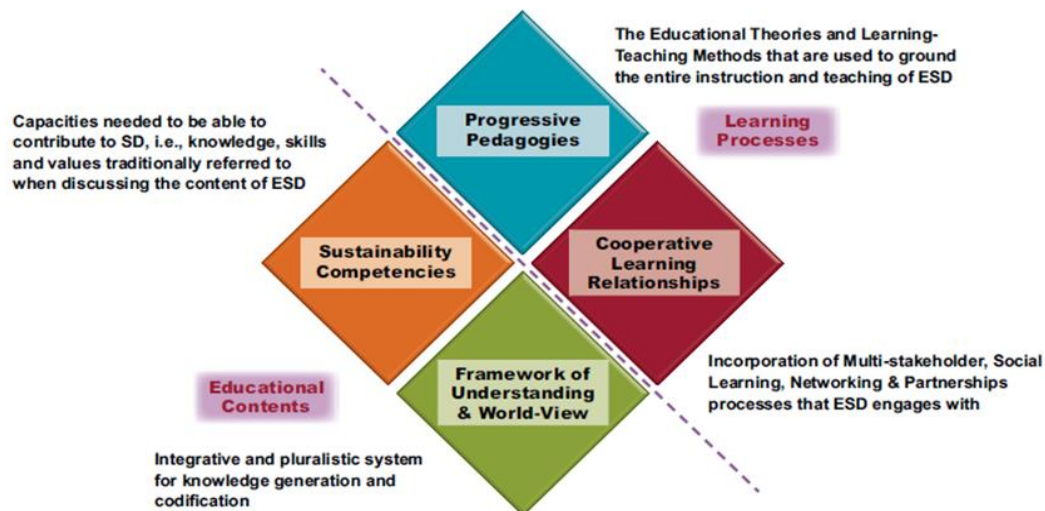 The Educational Theories and Learning-
Teaching Methods that are used to ground
the entire instruction and teaching of ESD
Progressive
Pedagogies
Learning
Processes
Capacities needed to be able to
contribute to SD, i.e., knowledge, skills
and values traditionally referred to
when discussing the content of ESD
Sustainability
Competencies
Cooperative
Learning
Relationships
Educational
Contents
Framework of
Understanding
& World-View
Incorporation of Multi-stakeholder, Social
Learning, Networking & Partnerships
processes that ESD engages with
Integrative and pluralistic system
for knowledge generation and
codification